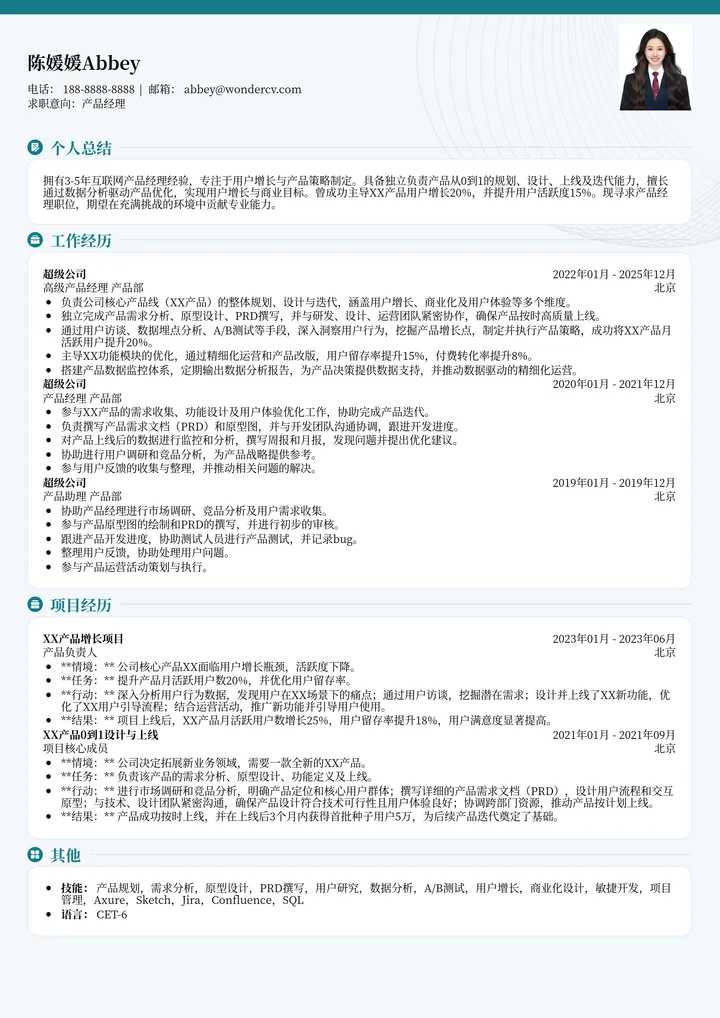 陈媛媛Abbey
电话： 188-8888-8888 | 邮箱： abbey@wondercv.com
求职意向：产品经理
个人总结
拥有3-5年互联网产品经理经验，专注于用户增长与产品策略制定。具备独立负责产品从0到1的规划、设计、上线及迭代能力，擅长
通过数据分析驱动产品优化，实现用户增长与商业目标。曾成功主导XX产品用户增长20%，并提升用户活跃度15%。现寻求产品经
理职位，期望在充满挑战的环境中贡献专业能力。
工作经历
超级公司 2022年01月 - 2025年12月
高级产品经理 产品部 北京
● 负责公司核心产品线（XX产品）的整体规划、设计与迭代，涵盖用户增长、商业化及用户体验等多个维度。
● 独立完成产品需求分析、原型设计、PRD撰写，并与研发、设计、运营团队紧密协作，确保产品按时高质量上线。
● 通过用户访谈、数据埋点分析、A/B测试等手段，深入洞察用户行为，挖掘产品增长点，制定并执行产品策略，成功将XX产品月
活跃用户提升20%。
● 主导XX功能模块的优化，通过精细化运营和产品改版，用户留存率提升15%，付费转化率提升8%。
● 搭建产品数据监控体系，定期输出数据分析报告，为产品决策提供数据支持，并推动数据驱动的精细化运营。
超级公司 2020年01月 - 2021年12月
产品经理 产品部 北京
● 参与XX产品的需求收集、功能设计及用户体验优化工作，协助完成产品迭代。
● 负责撰写产品需求文档（PRD）和原型图，并与开发团队沟通协调，跟进开发进度。
● 对产品上线后的数据进行监控和分析，撰写周报和月报，发现问题并提出优化建议。
● 协助进行用户调研和竞品分析，为产品战略提供参考。
● 参与用户反馈的收集与整理，并推动相关问题的解决。
超级公司 2019年01月 - 2019年12月
产品助理 产品部 北京
● 协助产品经理进行市场调研、竞品分析及用户需求收集。
● 参与产品原型图的绘制和PRD的撰写，并进行初步的审核。
● 跟进产品开发进度，协助测试人员进行产品测试，并记录bug。
● 整理用户反馈，协助处理用户问题。
● 参与产品运营活动策划与执行。
项目经历
XX产品增长项目 2023年01月 - 2023年06月
产品负责人 北京
● **情境：** 公司核心产品XX面临用户增长瓶颈，活跃度下降。
● **任务：** 提升产品月活跃用户数20%，并优化用户留存率。
● **行动：** 深入分析用户行为数据，发现用户在XX场景下的痛点；通过用户访谈，挖掘潜在需求；设计并上线了XX新功能，优
化了XX用户引导流程；结合运营活动，推广新功能并引导用户使用。
● **结果：** 项目上线后，XX产品月活跃用户数增长25%，用户留存率提升18%，用户满意度显著提高。
XX产品0到1设计与上线 2021年01月 - 2021年09月
项目核心成员 北京
● **情境：** 公司决定拓展新业务领域，需要一款全新的XX产品。
● **任务：** 负责该产品的需求分析、原型设计、功能定义及上线。
● **行动：** 进行市场调研和竞品分析，明确产品定位和核心用户群体；撰写详细的产品需求文档（PRD），设计用户流程和交互
原型；与技术、设计团队紧密沟通，确保产品设计符合技术可行性且用户体验良好；协调跨部门资源，推动产品按计划上线。
● **结果：** 产品成功按时上线，并在上线后3个月内获得首批种子用户5万，为后续产品迭代奠定了基础。
其他
● 技能： 产品规划，需求分析，原型设计，PRD撰写，用户研究，数据分析，A/B测试，用户增长，商业化设计，敏捷开发，项目
管理，Axure，Sketch，Jira，Confluence，SQL
● 语言： CET-6